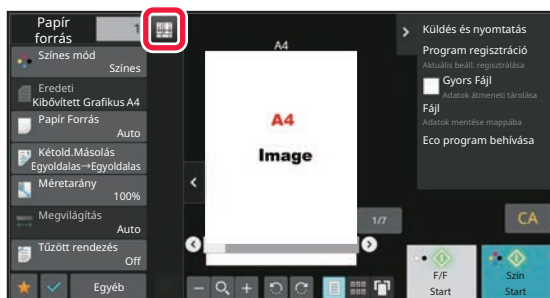 Papír
forrás
1
Színes mód
Színes
Eredeti
Kibővített Grafikus A4
Papír Forrás
Auto
Kétold.Másolás
Egyoldalas→Egyoldalas
Méretarány
100%
Megvilágítás
Auto
Tűzött rendezés
Off
Egyéb
A4
A4
Image
1/7
Küldés és nyomtatás
Program regisztráció
Aktuális beáll. regisztrálása
Gyors Fájl
Adatok átmeneti tárolása
Fájl
Adatok mentése mappába
Eco program behívása
CA
F/F
Start
Szín
Start